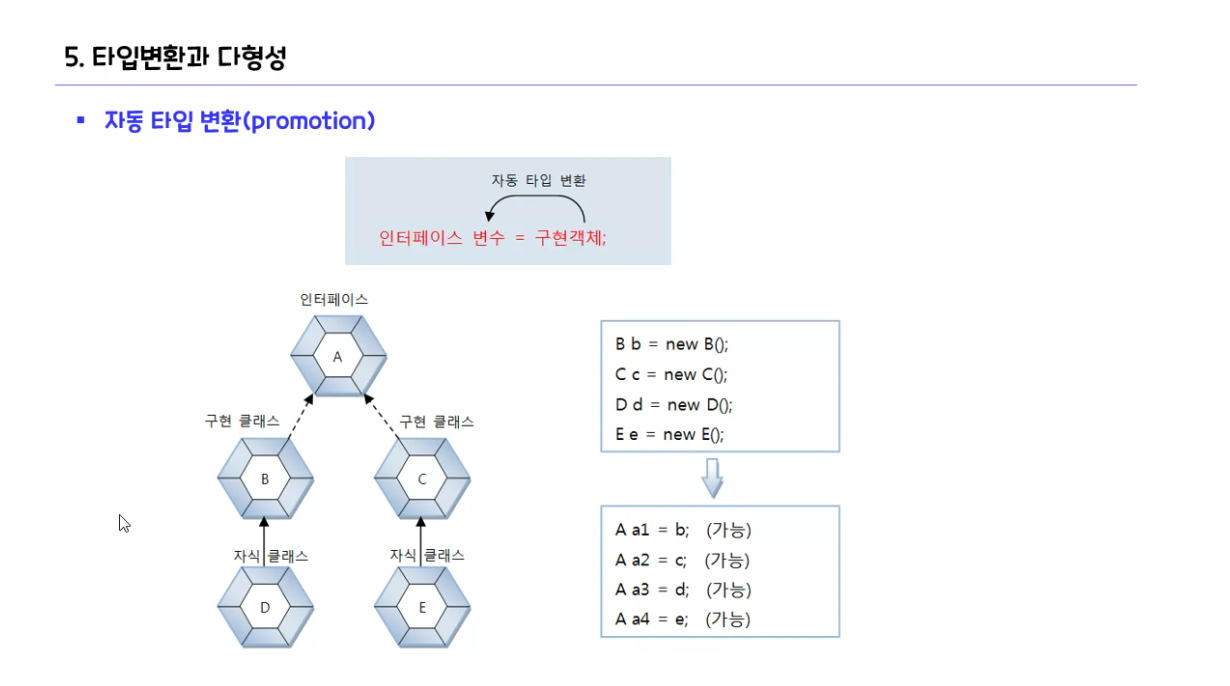 5. 타입변환과 다형성
▪ 자동 타입 변환(promotion)
자동 타입 변환
인터페이스 변수 = 구현객체;
인터페이스
A
구현 클래스
구현 클래스
B
C
자식 클래스
자식 클래스
D
E
B b = new B();
C c = new C();
D d = new D();
E e = new E();
A a1 = b; (가능)
A a2 = c; (가능)
A a3 = d; (가능)
A a4 = e; (가능)